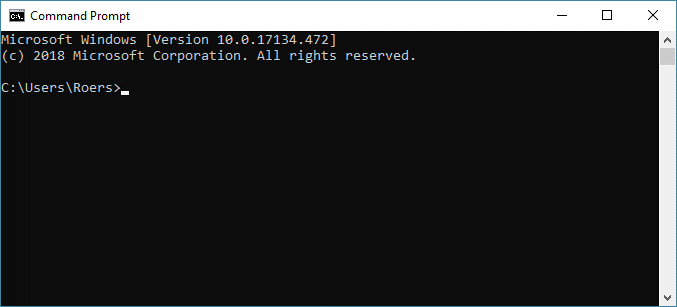 Command Prompt
Microsoft Windows [Version 10.0.17134.472]
(c) 2018 Microsoft Corporation. All rights reserved.
C:\Users\Roers>